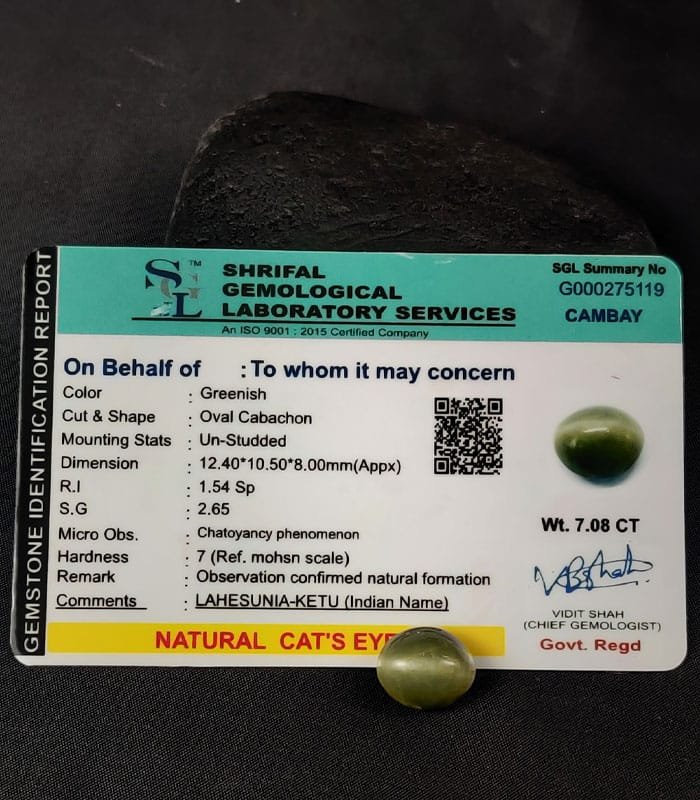 GEMSTONE IDENTIFICATION REPORT
SGL
TM
SHRIFAL
GEMOLOGICAL
LABORATORY SERVICES
An ISO 9001 : 2015 Certified Company
SGL Summary No
G000275119
CAMBAY
On Behalf of : To whom it may concern
Color : Greenish
Cut & Shape : Oval Cabachon
Mounting Stats : Un-Studded
Dimension : 12.40*10.50*8.00mm(Appx)
R.I : 1.54 Sp
S.G : 2.65
Micro Obs. : Chatoyancy phenomenon
Hardness : 7 (Ref. mohsn scale)
Remark : Observation confirmed natural formation
Comments : LAHESUNIA-KETU (Indian Name)
NATURAL CAT'S EYE
Wt. 7.08 CT
VIDIT SHAH
(CHIEF GEMOLOGIST)
Govt. Regd